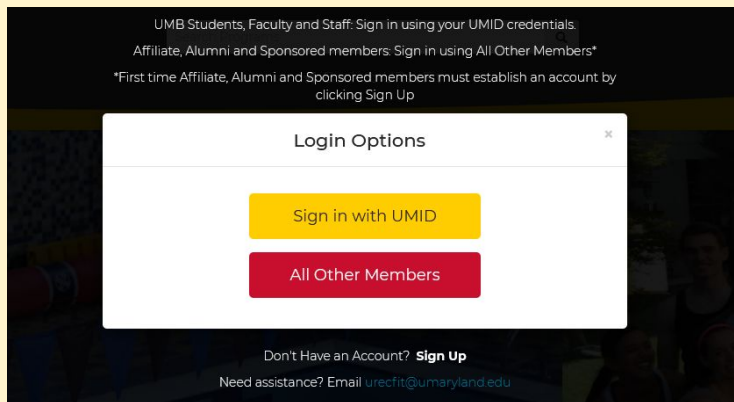 UMB Students, Faculty and Staff: Sign in using your UMID credentials.
Affiliate, Alumni and Sponsored members: Sign in using All Other Members*
*First time Affiliate, Alumni and Sponsored members must establish an account by
clicking Sign Up
Login Options
×
Sign in with UMID
All Other Members
Don't Have an Account? Sign Up
Need assistance? Email urecfit@umaryland.edu